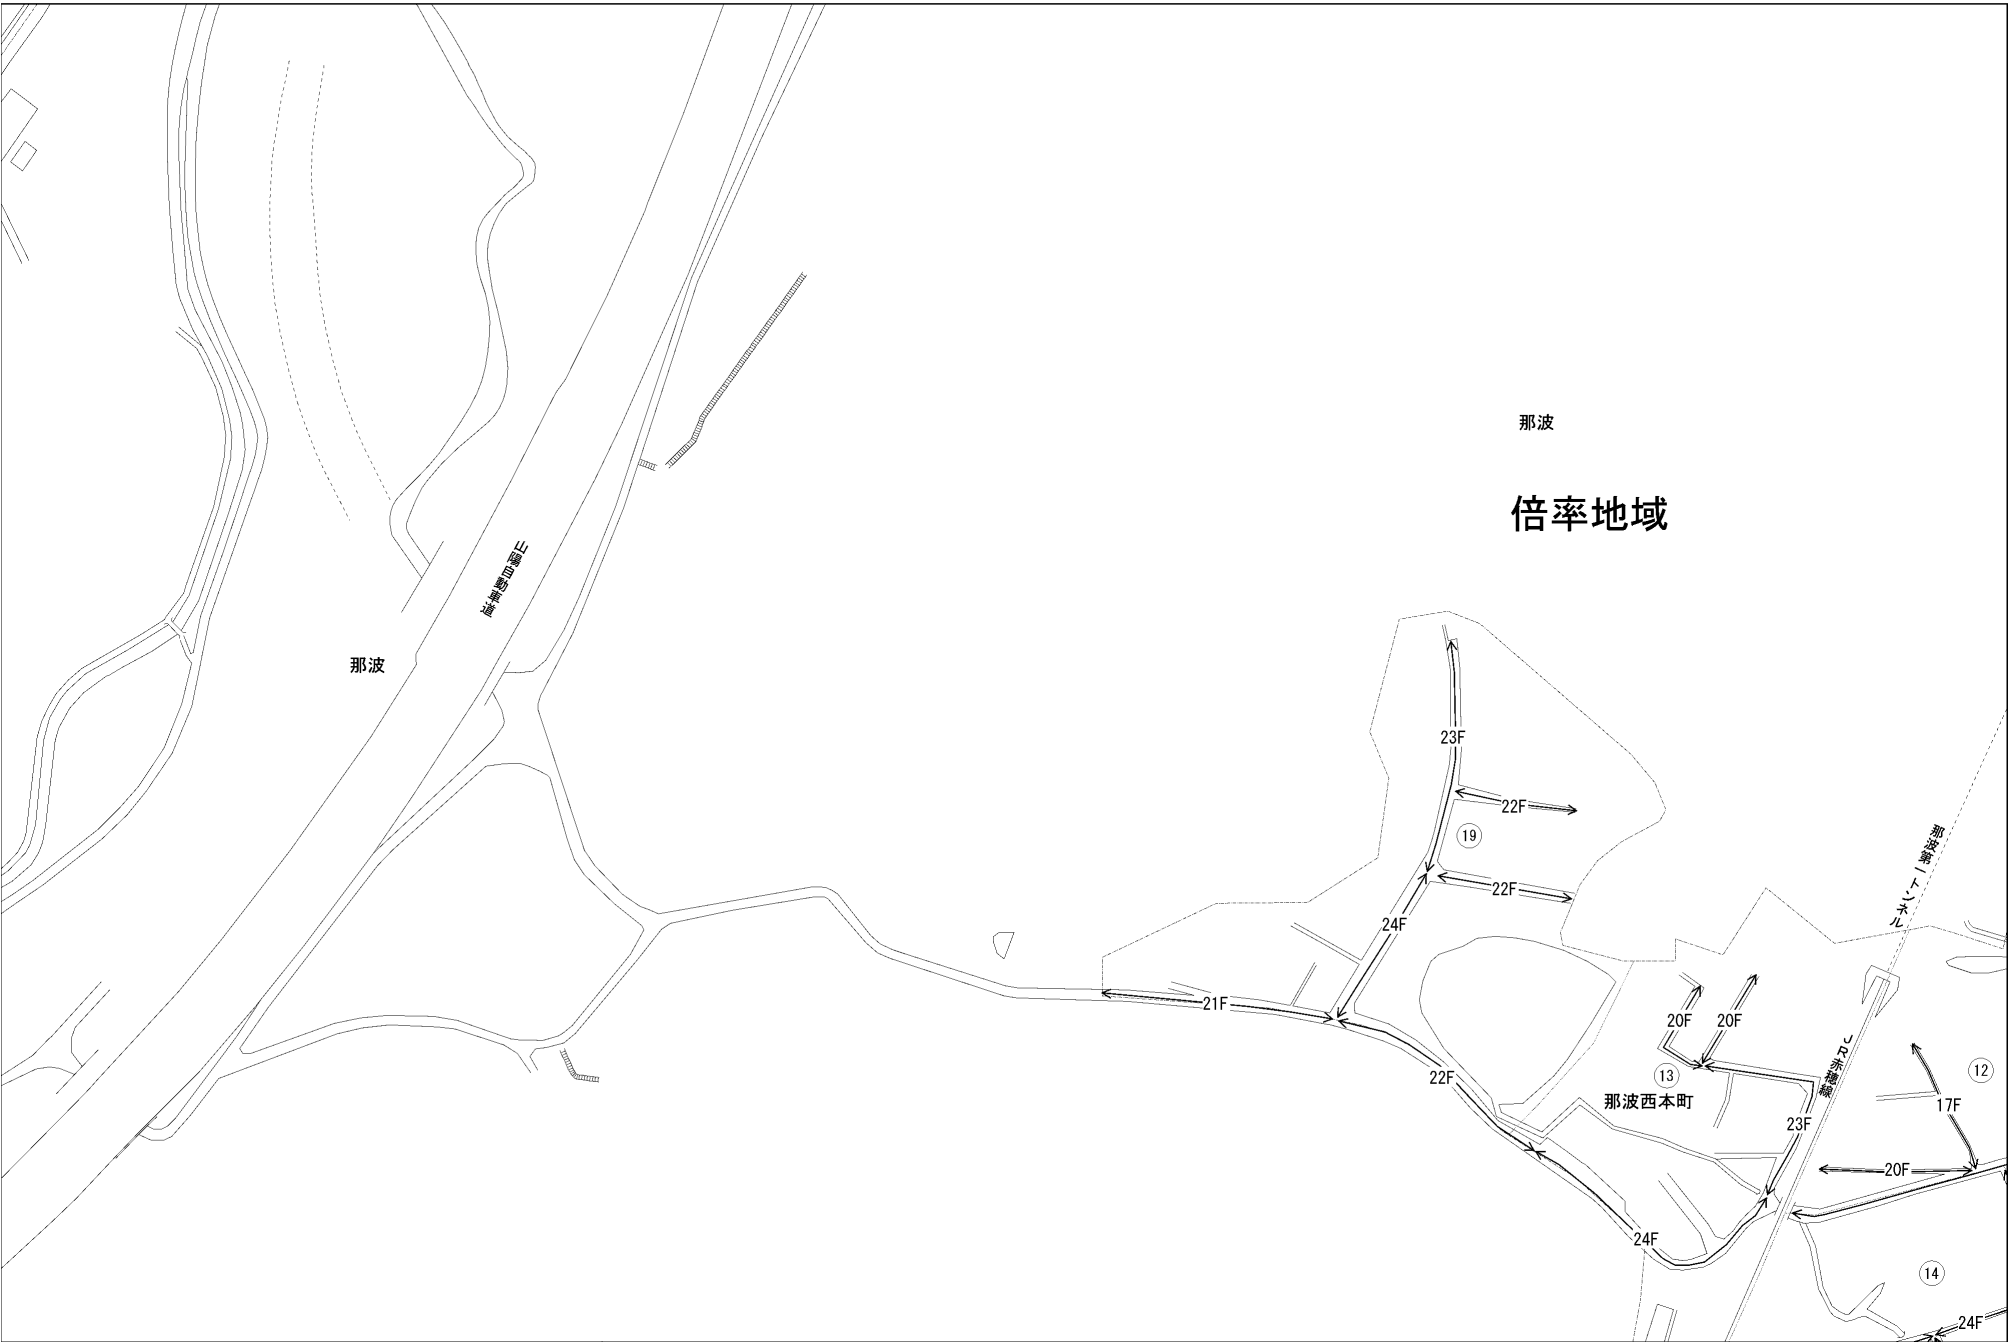 那波
倍率地域
山陽自動車道
那波
23F
22F
19
22F
24F
那波第一トンネル
21F
20F
20F
JR赤穂線
22F
13
12
那波西本町
17F
23F
20F
24F
14
24F